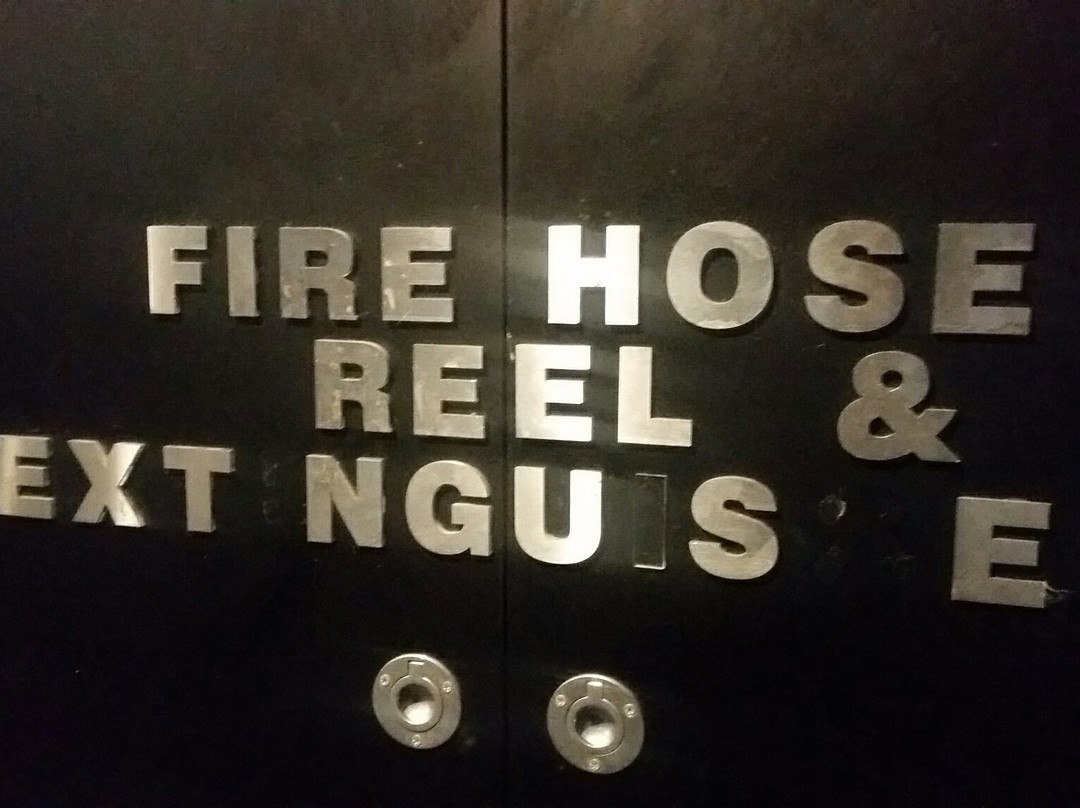 FIRE HOSE
REEL &
EXT NGU S E